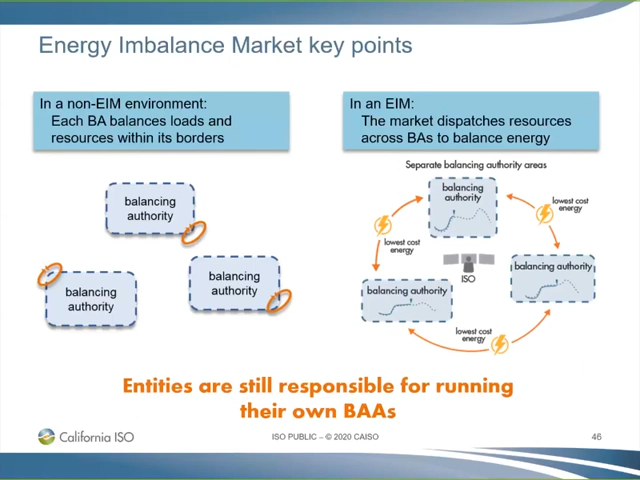 Energy Imbalance Market key points
In a non-EIM environment:
Each BA balances loads and
resources within its borders
In an EIM:
The market dispatches resources
across BAs to balance energy
balancing
authority
balancing
authority
balancing
authority
Separate balancing authority areas
balancing
authority
lowest cost
energy
lowest cost
energy
ISO
balancing authority
balancing authority
lowest cost
energy
Entities are still responsible for running
their own BAAs
California ISO
ISO PUBLIC – © 2020 CAISO
46